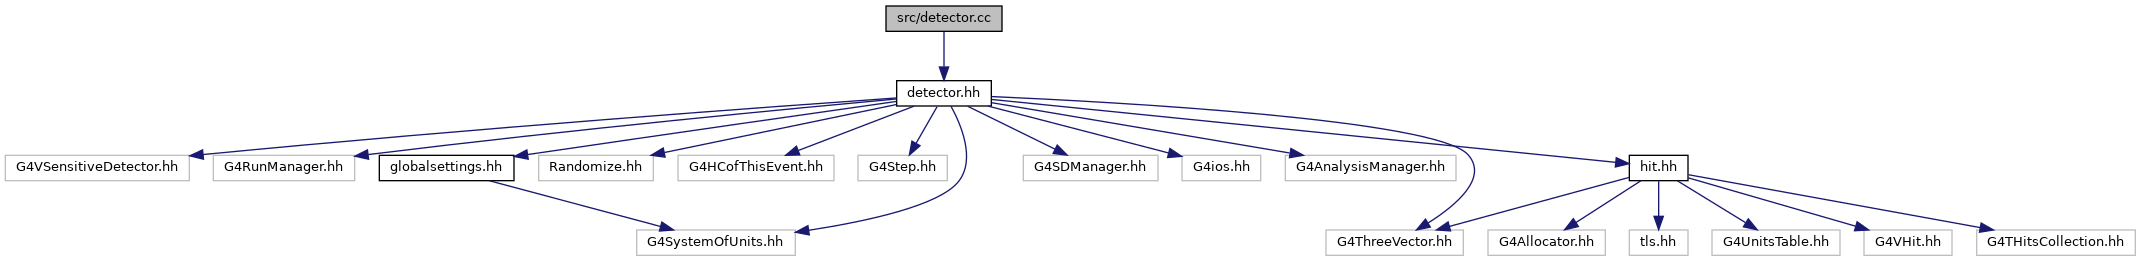 src/detector.cc
detector.hh
G4VSensitiveDetector.hh
G4RunManager.hh
globalsettings.hh
Randomize.hh
G4HCofThisEvent.hh
G4Step.hh
G4SDManager.hh
G4ios.hh
G4AnalysisManager.hh
hit.hh
G4SystemOfUnits.hh
G4ThreeVector.hh
G4Allocator.hh
tls.hh
G4UnitsTable.hh
G4VHit.hh
G4THitsCollection.hh